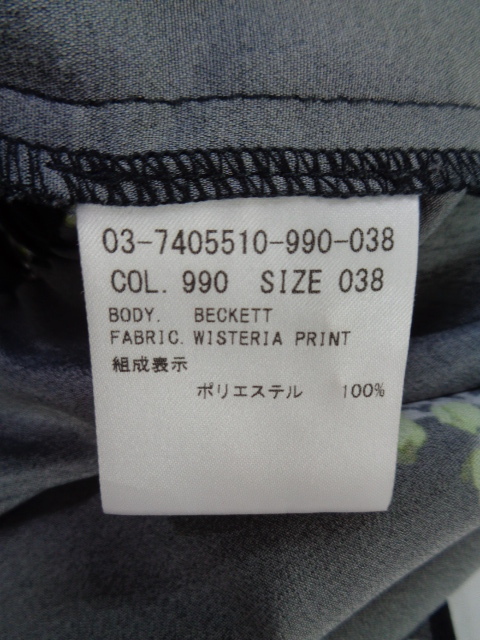 03-7405510-990-038
COL. 990 SIZE 038
BODY. BECKETT
FABRIC. WISTERIA PRINT
組成表示
ポリエステル 100%